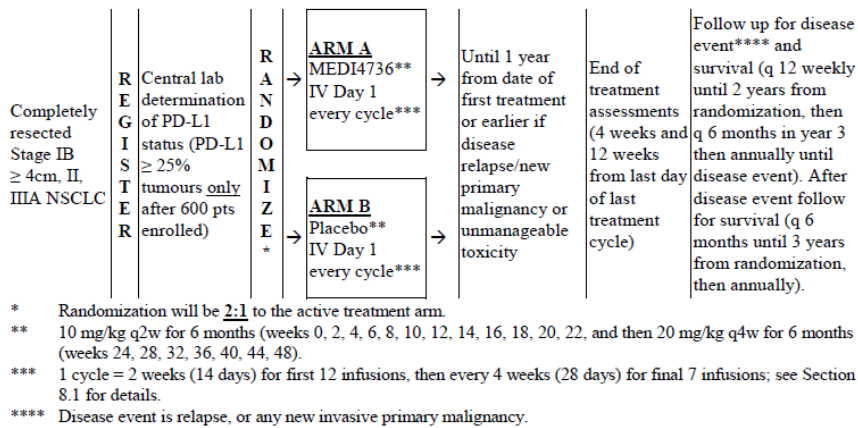 Completely
resected
Stage IB
≥ 4cm, II,
IIIA NSCLC
R
E
G
I
S
T
E
R
Central lab
determination
of PD-L1
status (PD-L1
≥ 25%
tumours only
after 600 pts
enrolled)
R
A
N
D
O
M
I
Z
E
*
→
→
ARM A
MEDI4736**
IV Day 1
every cycle***
ARM B
Placebo**
IV Day 1
every cycle***
→
→
Until 1 year
from date of
first treatment
or earlier if
disease
relapse/new
primary
malignancy or
unmanageable
toxicity
End of
treatment
assessments
(4 weeks and
12 weeks
from last day
of last
treatment
cycle)
Follow up for disease
event**** and
survival (q 12 weekly
until 2 years from
randomization, then
q 6 months in year 3
then annually until
disease event). After
disease event follow
for survival (q 6
months until 3 years
from randomization,
then annually).
* Randomization will be 2:1 to the active treatment arm.
** 10 mg/kg q2w for 6 months (weeks 0, 2, 4, 6, 8, 10, 12, 14, 16, 18, 20, 22, and then 20 mg/kg q4w for 6 months
(weeks 24, 28, 32, 36, 40, 44, 48).
*** 1 cycle = 2 weeks (14 days) for first 12 infusions, then every 4 weeks (28 days) for final 7 infusions; see Section
8.1 for details.
**** Disease event is relapse, or any new invasive primary malignancy.